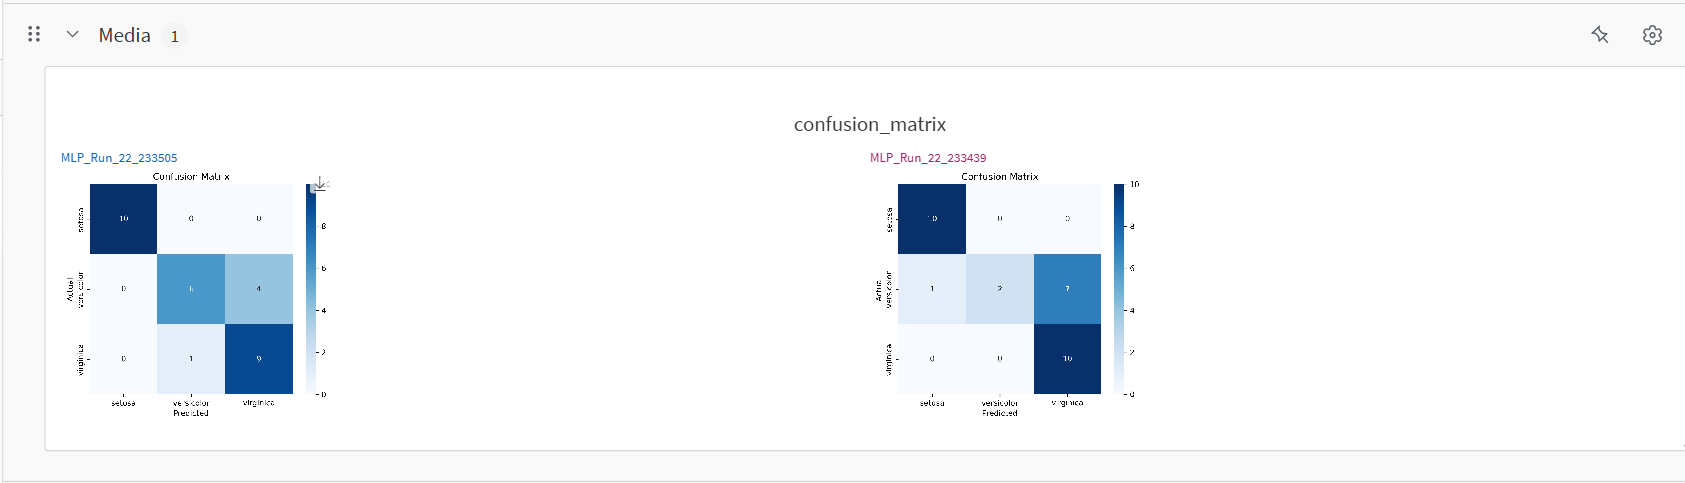 Media 1
confusion_matrix
MLP_Run_22_233505
Confusion Matrix
10 0 0
0 6 4
0 1 9
setosa
versicolor
virginica
Actual
setosa versicolor virginica
Predicted
8
6
4
2
0
MLP_Run_22_233439
Confusion Matrix
10 0 0
1 2 7
0 0 10
setosa
versicolor
virginica
Actual
setosa versicolor virginica
Predicted
10
8
6
4
2
0